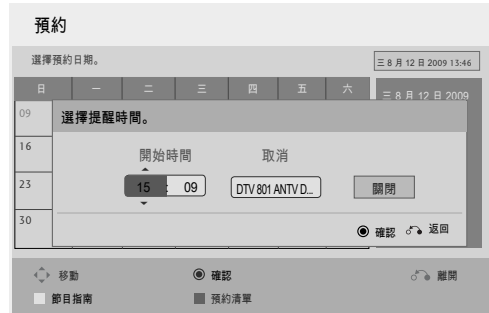 預約
選擇預約日期。 三 8 月 12 日 2009 13:46
日 一 二 三 四 五 六 三 8 月 12 日 2009
09
選擇提醒時間。
16
開始時間 取消
23
15 : 09 DTV 801 ANTV D... 關閉
30
確認 返回
移動 確認 離開
節目指南 預約清單